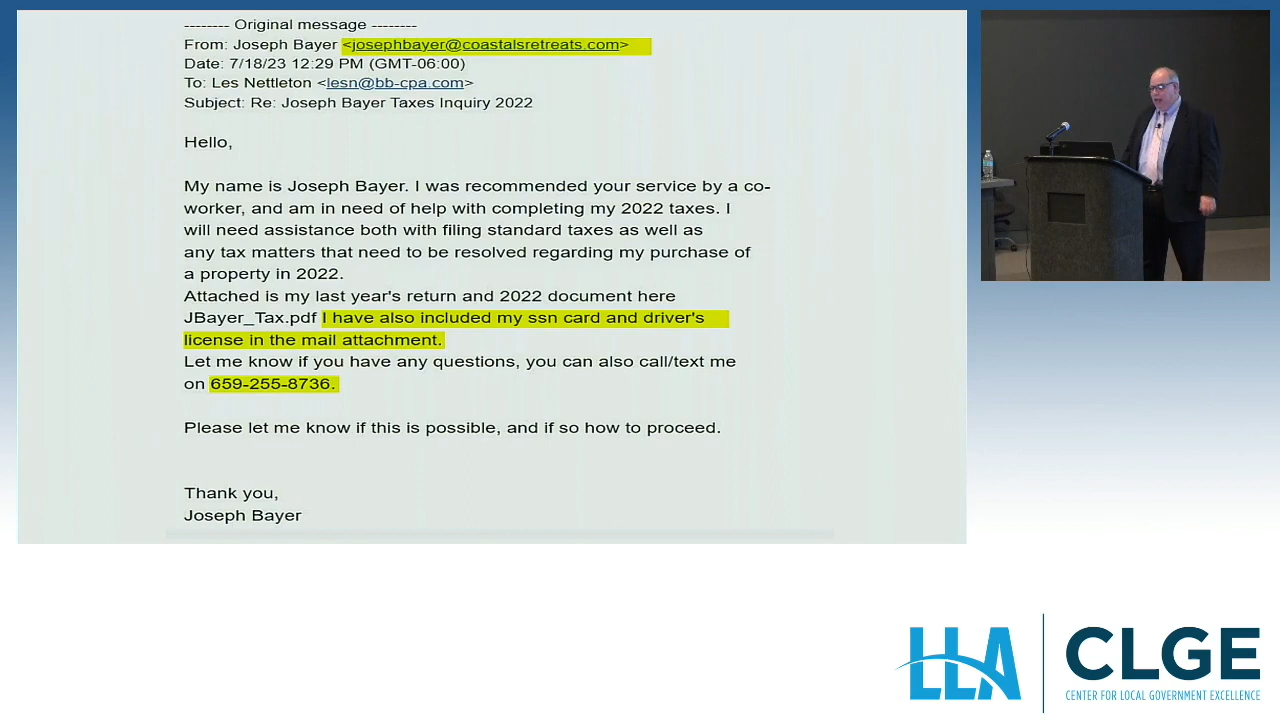 -------- Original message --------
From: Joseph Bayer <josephbayer@coastalsretreats.com>
Date: 7/18/23 12:29 PM (GMT-06:00)
To: Les Nettleton <lesn@bb-cpa.com>
Subject: Re: Joseph Bayer Taxes Inquiry 2022
Hello,
My name is Joseph Bayer. I was recommended your service by a co-
worker, and am in need of help with completing my 2022 taxes. I
will need assistance both with filing standard taxes as well as
any tax matters that need to be resolved regarding my purchase of
a property in 2022.
Attached is my last year's return and 2022 document here
JBayer_Tax.pdf I have also included my ssn card and driver's
license in the mail attachment.
Let me know if you have any questions, you can also call/text me
on 659-255-8736.
Please let me know if this is possible, and if so how to proceed.
Thank you,
Joseph Bayer
LLA
CLGE
CENTER FOR LOCAL GOVERNMENT EXCELLENCE